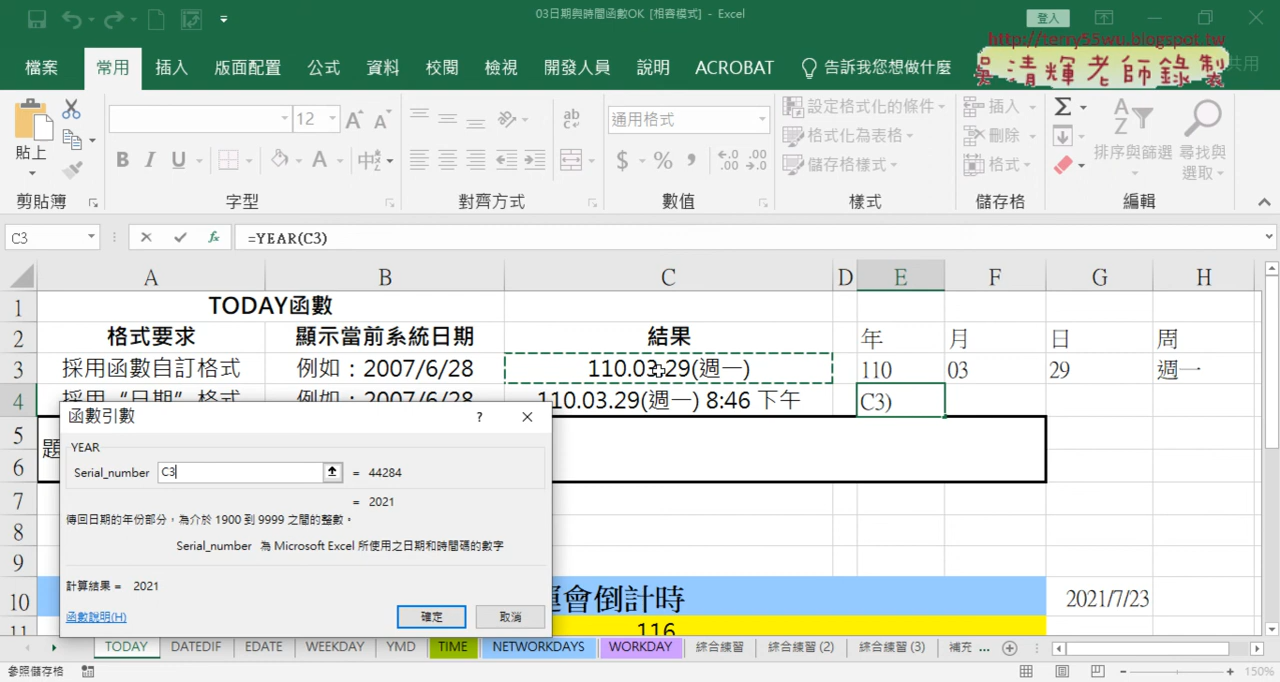 03日期與時間函數OK [相容模式] - Excel
登入
http://terry55wu.blogspot.tw
吳清輝老師錄製
檔案 常用 插入 版面配置 公式 資料 校閱 檢視 開發人員 說明 ACROBAT 告訴我您想做什麼 共用
貼上
12
通用格式
設定格式化的條件
格式化為表格
儲存格樣式
插入
刪除
格式
排序與篩選
尋找與選取
剪貼簿 字型 對齊方式 數值 樣式 儲存格 編輯
C3 =YEAR(C3)
A B C D E F G H
1 TODAY函數
2 格式要求 顯示當前系統日期 結果 年 月 日 周
3 採用函數自訂格式 例如：2007/6/28 110.03.29(週一) 110 03 29 週一
4 採用“日期”格式 例如：2007/6/28 110.03.29(週一) 8:46 下午 C3)
5
6
7
8
9
10 運會倒計時 2021/7/23
11 116
函數引數 ?
YEAR
Serial_number C3 = 44284
= 2021
傳回日期的年份部分，為介於 1900 到 9999 之間的整數。
Serial_number 為 Microsoft Excel 所使用之日期和時間碼的數字
計算結果 = 2021
函數說明(H)
確定 取消
TODAY DATEDIF EDATE WEEKDAY YMD TIME NETWORKDAYS WORKDAY 綜合練習 綜合練習 (2) 綜合練習 (3) 補充 ...
參照儲存格 150%